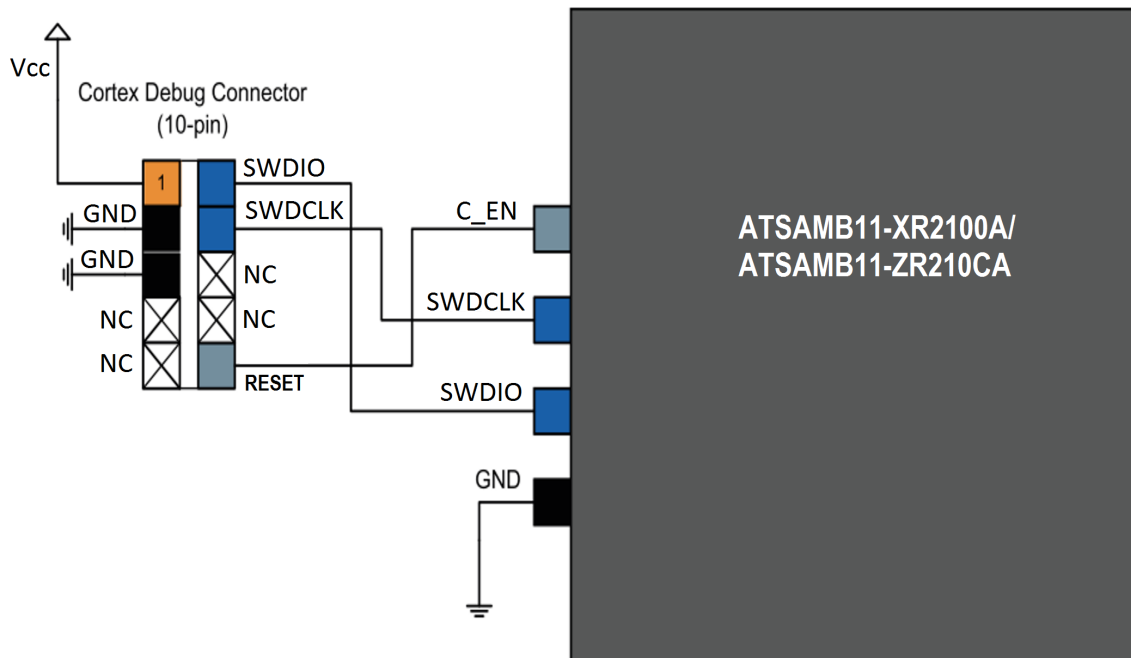 Vcc
Cortex Debug Connector
(10-pin)
1
SWDIO
GND
SWDCLK
GND
NC
NC
NC
NC
RESET
C_EN
SWDCLK
SWDIO
GND
ATSAMB11-XR2100A/
ATSAMB11-ZR210CA